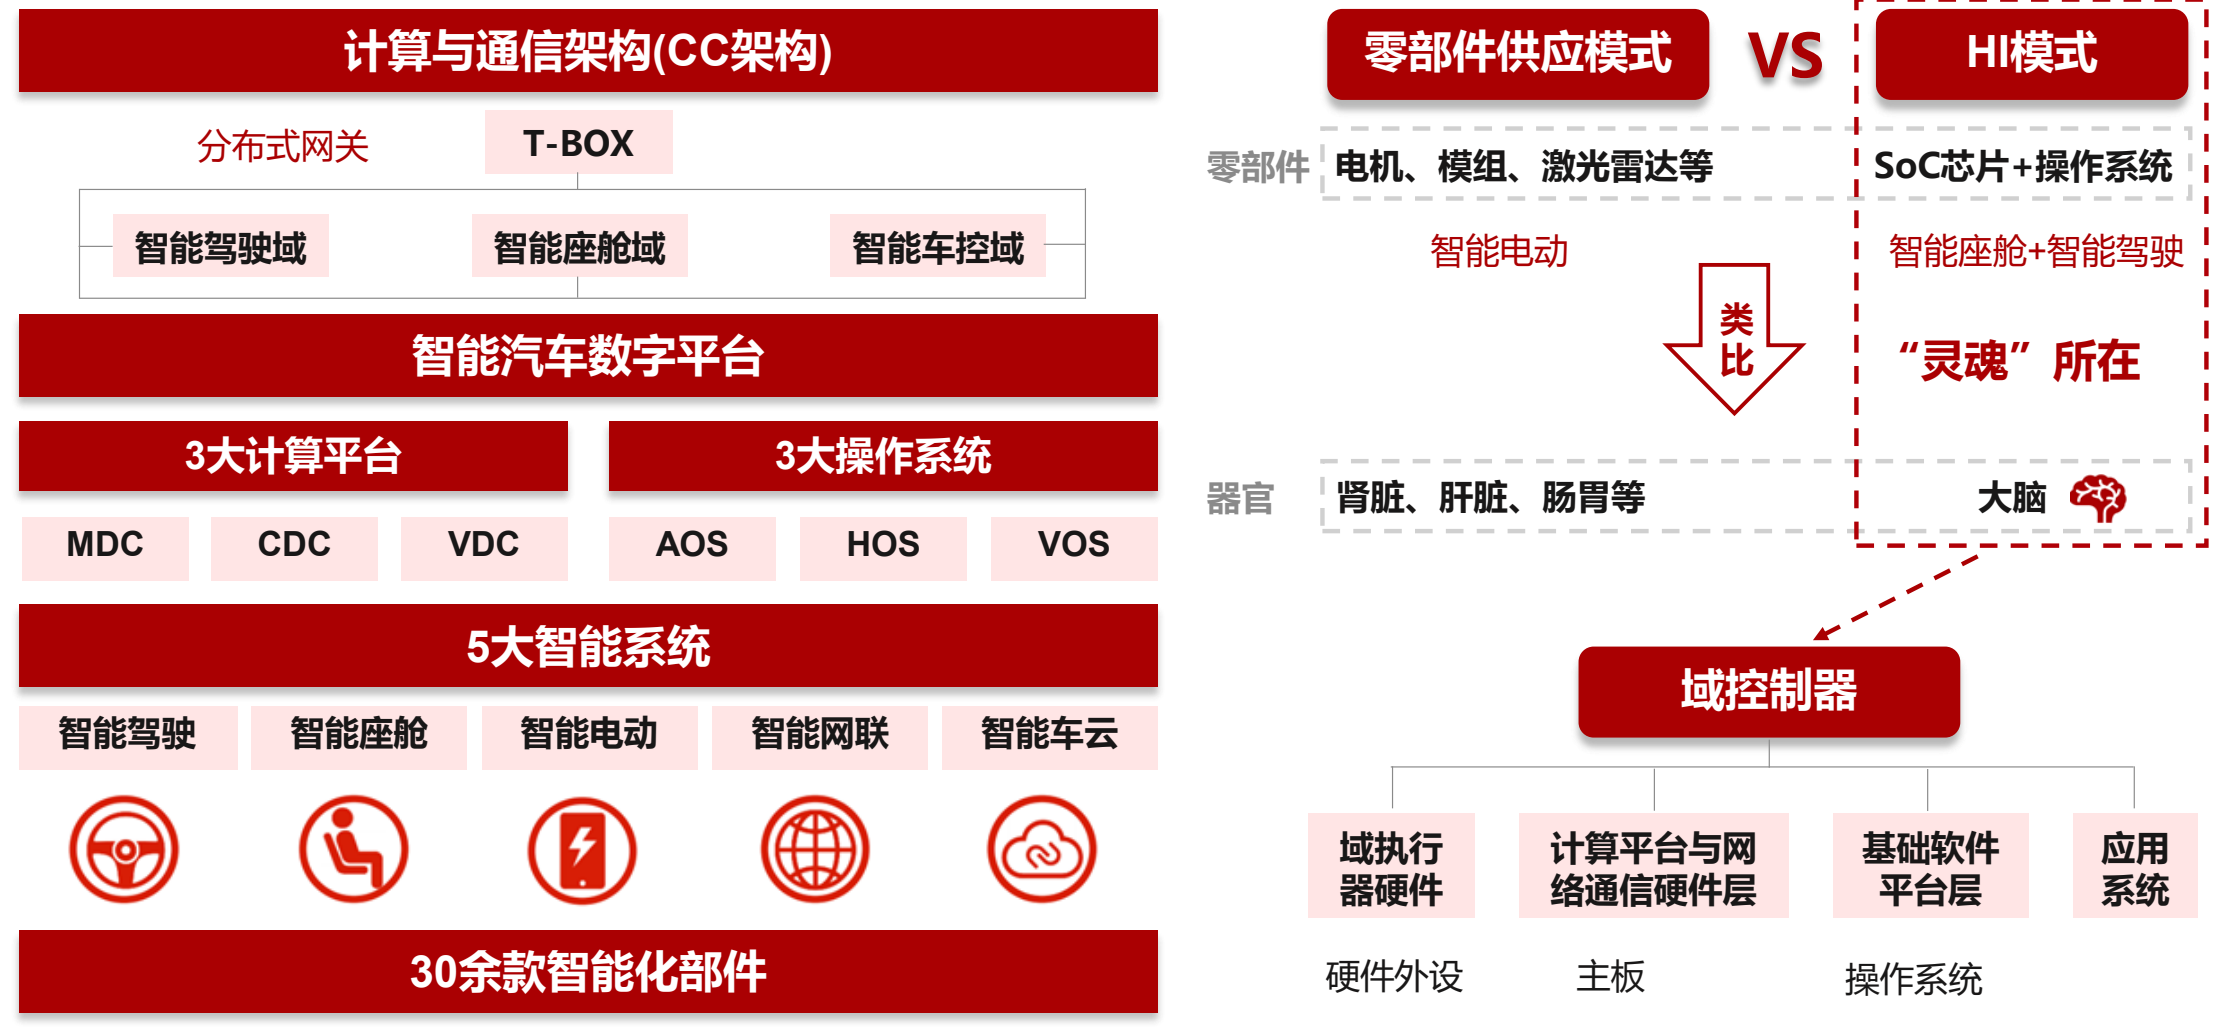 计算与通信架构(CC架构)
分布式网关
T-BOX
智能驾驶域
智能座舱域
智能车控域
智能汽车数字平台
3大计算平台
3大操作系统
MDC
CDC
VDC
AOS
HOS
VOS
5大智能系统
智能驾驶
智能座舱
智能电动
智能网联
智能车云
30余款智能化部件
零部件供应模式
VS
HI模式
零部件
电机、模组、激光雷达等
SoC芯片+操作系统
智能电动
智能座舱+智能驾驶
类
比
“灵魂”所在
器官
肾脏、肝脏、肠胃等
大脑
域控制器
域执行
器硬件
计算平台与网
络通信硬件层
基础软件
平台层
应用
系统
硬件外设
主板
操作系统